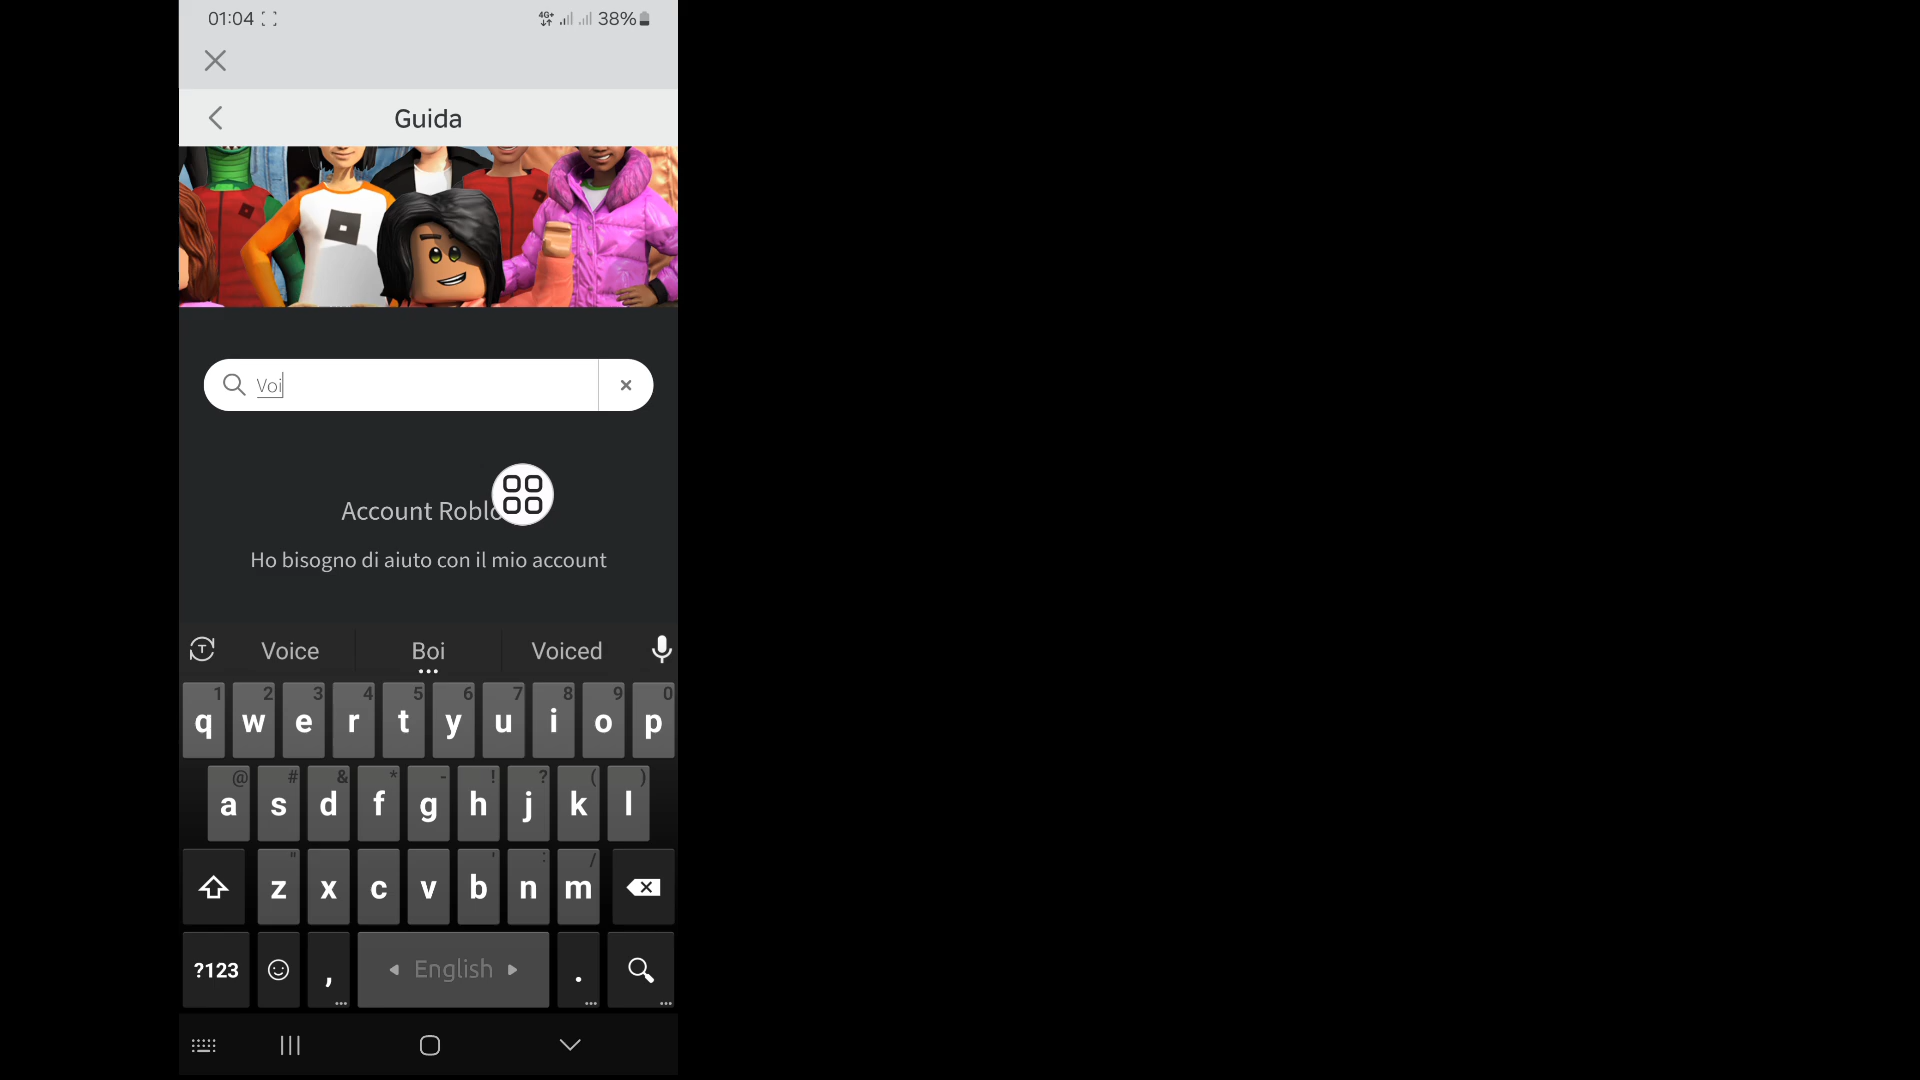 01:04 4G+ 38%
Guida
Voi
Account Roblo
Ho bisogno di aiuto con il mio account
Voice Boi Voiced
1 2 3 4 5 6 7 8 9 0
q w e r t y u i o p
@ # & * - ! ? ( )
a s d f g h j k l
" ' : /
z x c v b n m
?123 , English .